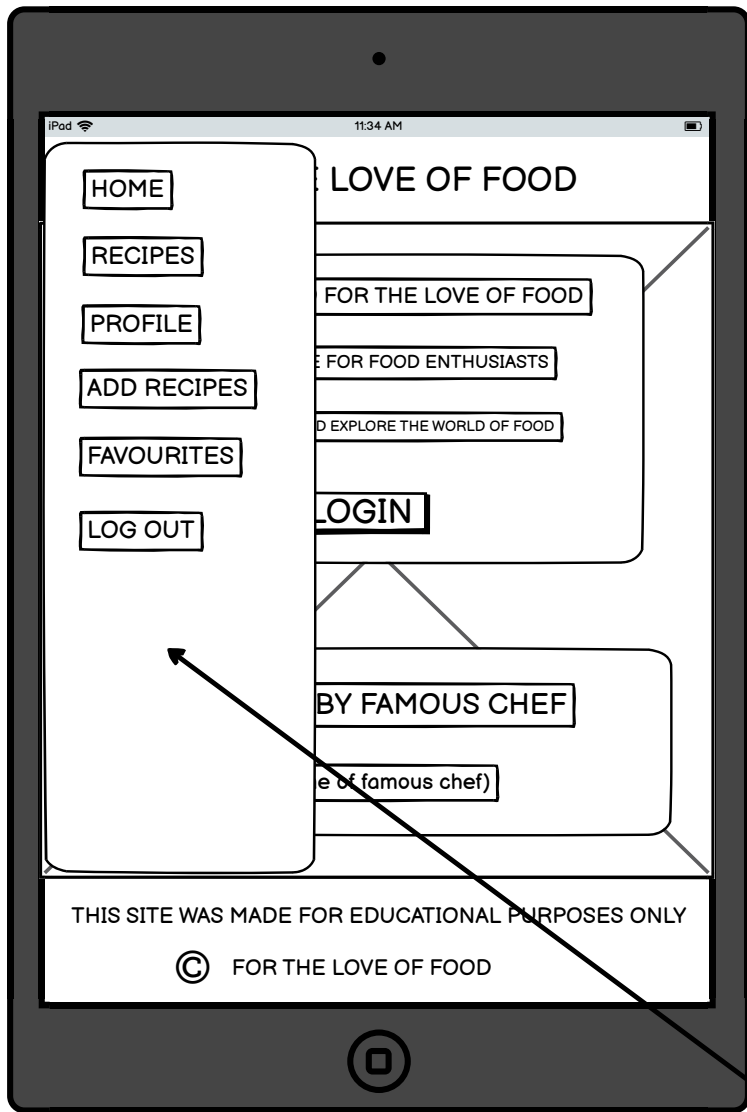 iPad 11:34 AM
LOVE OF FOOD
HOME
RECIPES
PROFILE
ADD RECIPES
FAVOURITES
LOG OUT
FOR THE LOVE OF FOOD
FOR FOOD ENTHUSIASTS
EXPLORE THE WORLD OF FOOD
LOGIN
BY FAMOUS CHEF
of famous chef)
THIS SITE WAS MADE FOR EDUCATIONAL PURPOSES ONLY
© FOR THE LOVE OF FOOD